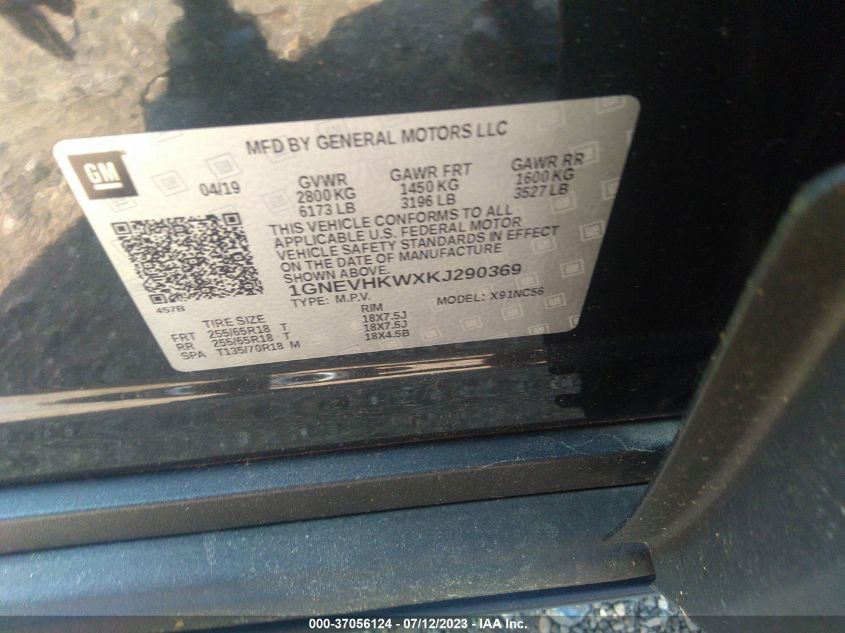 MFD BY GENERAL MOTORS LLC
GM
04/19 GVWR GAWR FRT GAWR RR
2800 KG 1450 KG 1600 KG
6173 LB 3196 LB 3527 LB
THIS VEHICLE CONFORMS TO ALL
APPLICABLE U.S. FEDERAL MOTOR
VEHICLE SAFETY STANDARDS IN EFFECT
ON THE DATE OF MANUFACTURE
SHOWN ABOVE.
1GNEVHKWXKJ290369
457B
TYPE: M.P.V. MODEL: X91NC56
TIRE SIZE RIM
FRT 255/65R18 T 18X7.5J
RR 255/65R18 T 18X7.5J
SPA T135/70R18 M 18X4.5B
000-37056124 - 07/12/2023 - © IAA Inc.